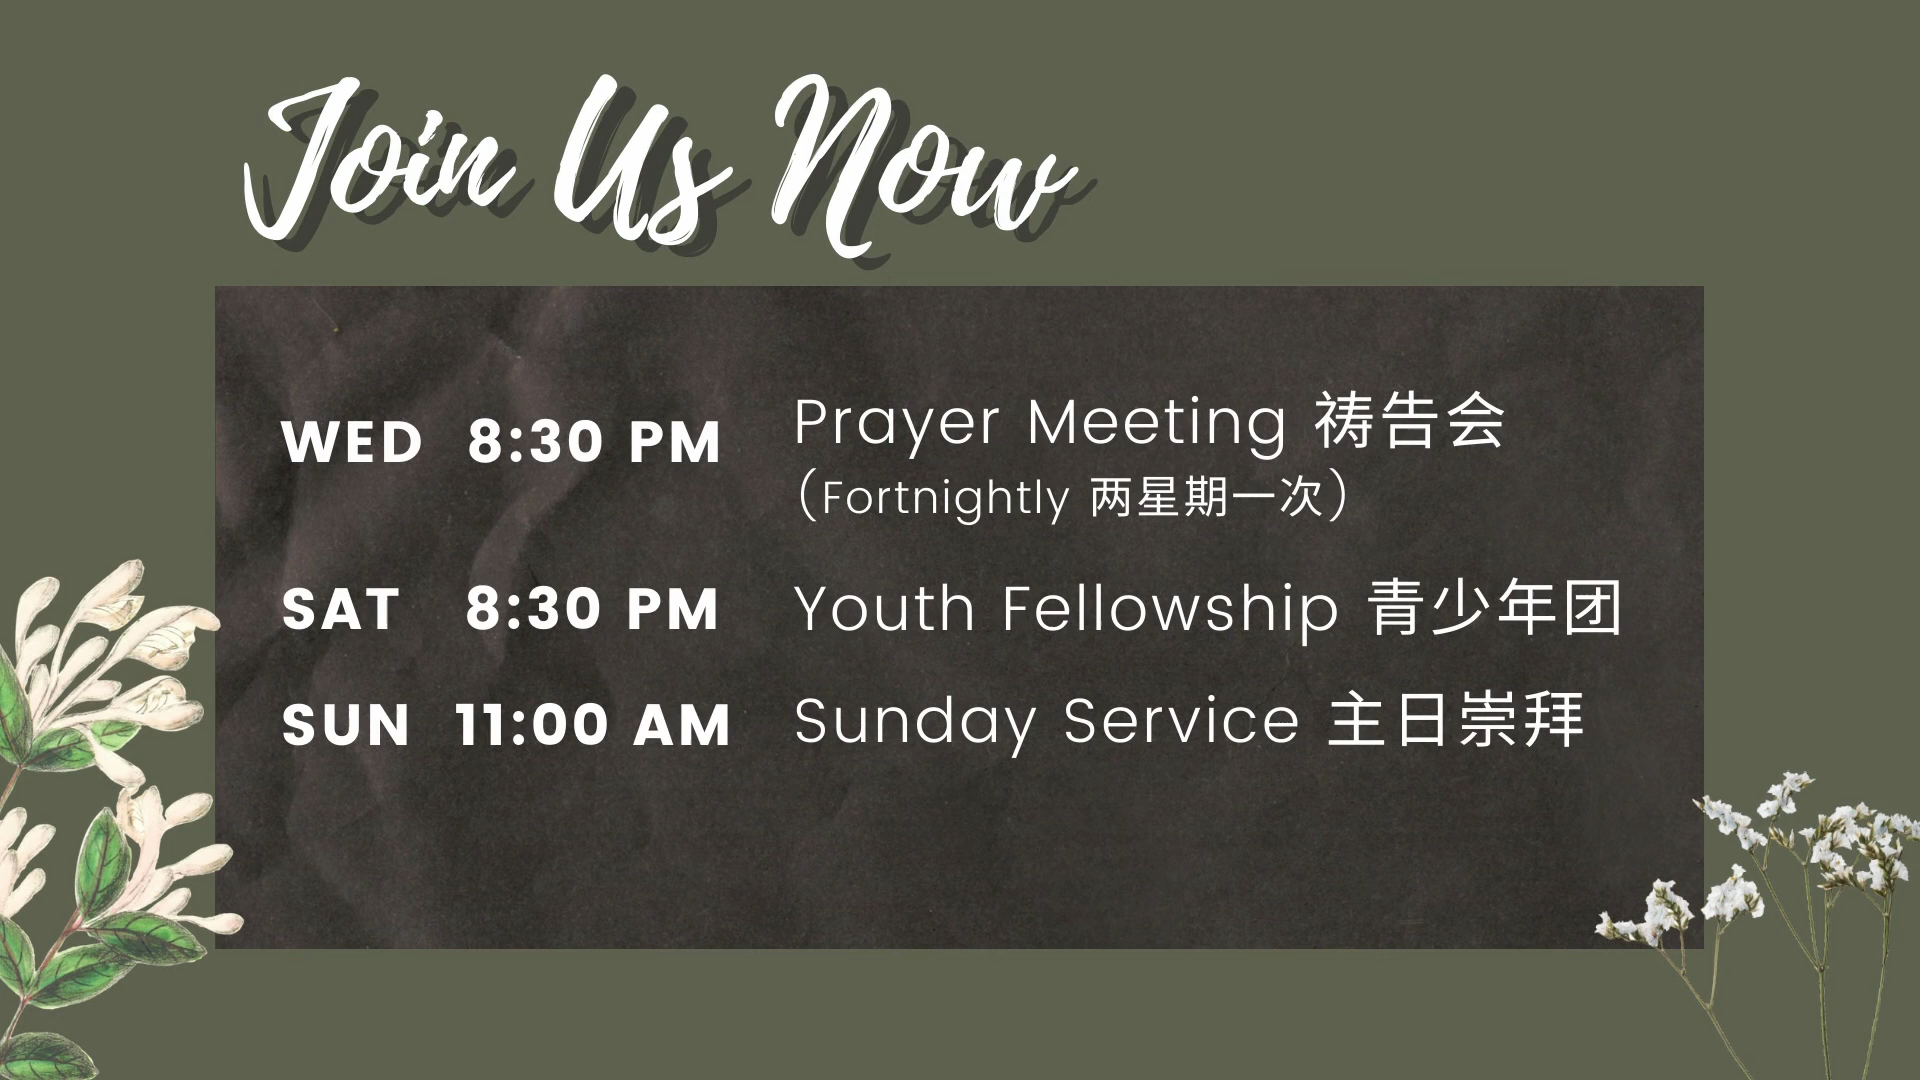 Join Us Now
WED 8:30 PM Prayer Meeting 祷告会
(Fortnightly 两星期一次)
SAT 8:30 PM Youth Fellowship 青少年团
SUN 11:00 AM Sunday Service 主日崇拜